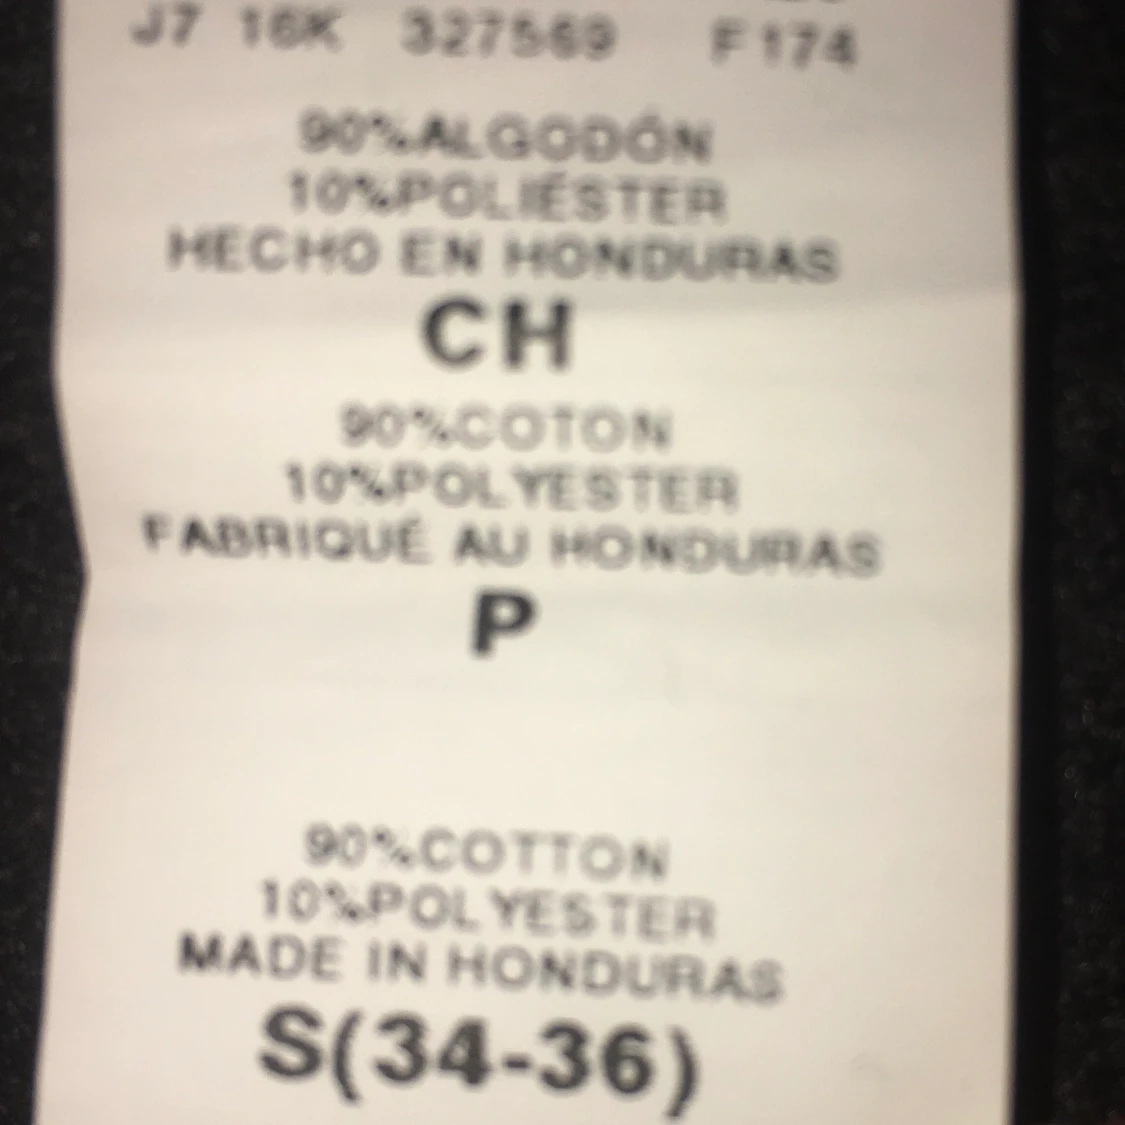 J7 16K 327569 F174
90%ALGODÓN
10%POLIÉSTER
HECHO EN HONDURAS
CH
90%COTON
10%POLYESTER
FABRIQUÉ AU HONDURAS
P
90%COTTON
10%POLYESTER
MADE IN HONDURAS
S(34-36)